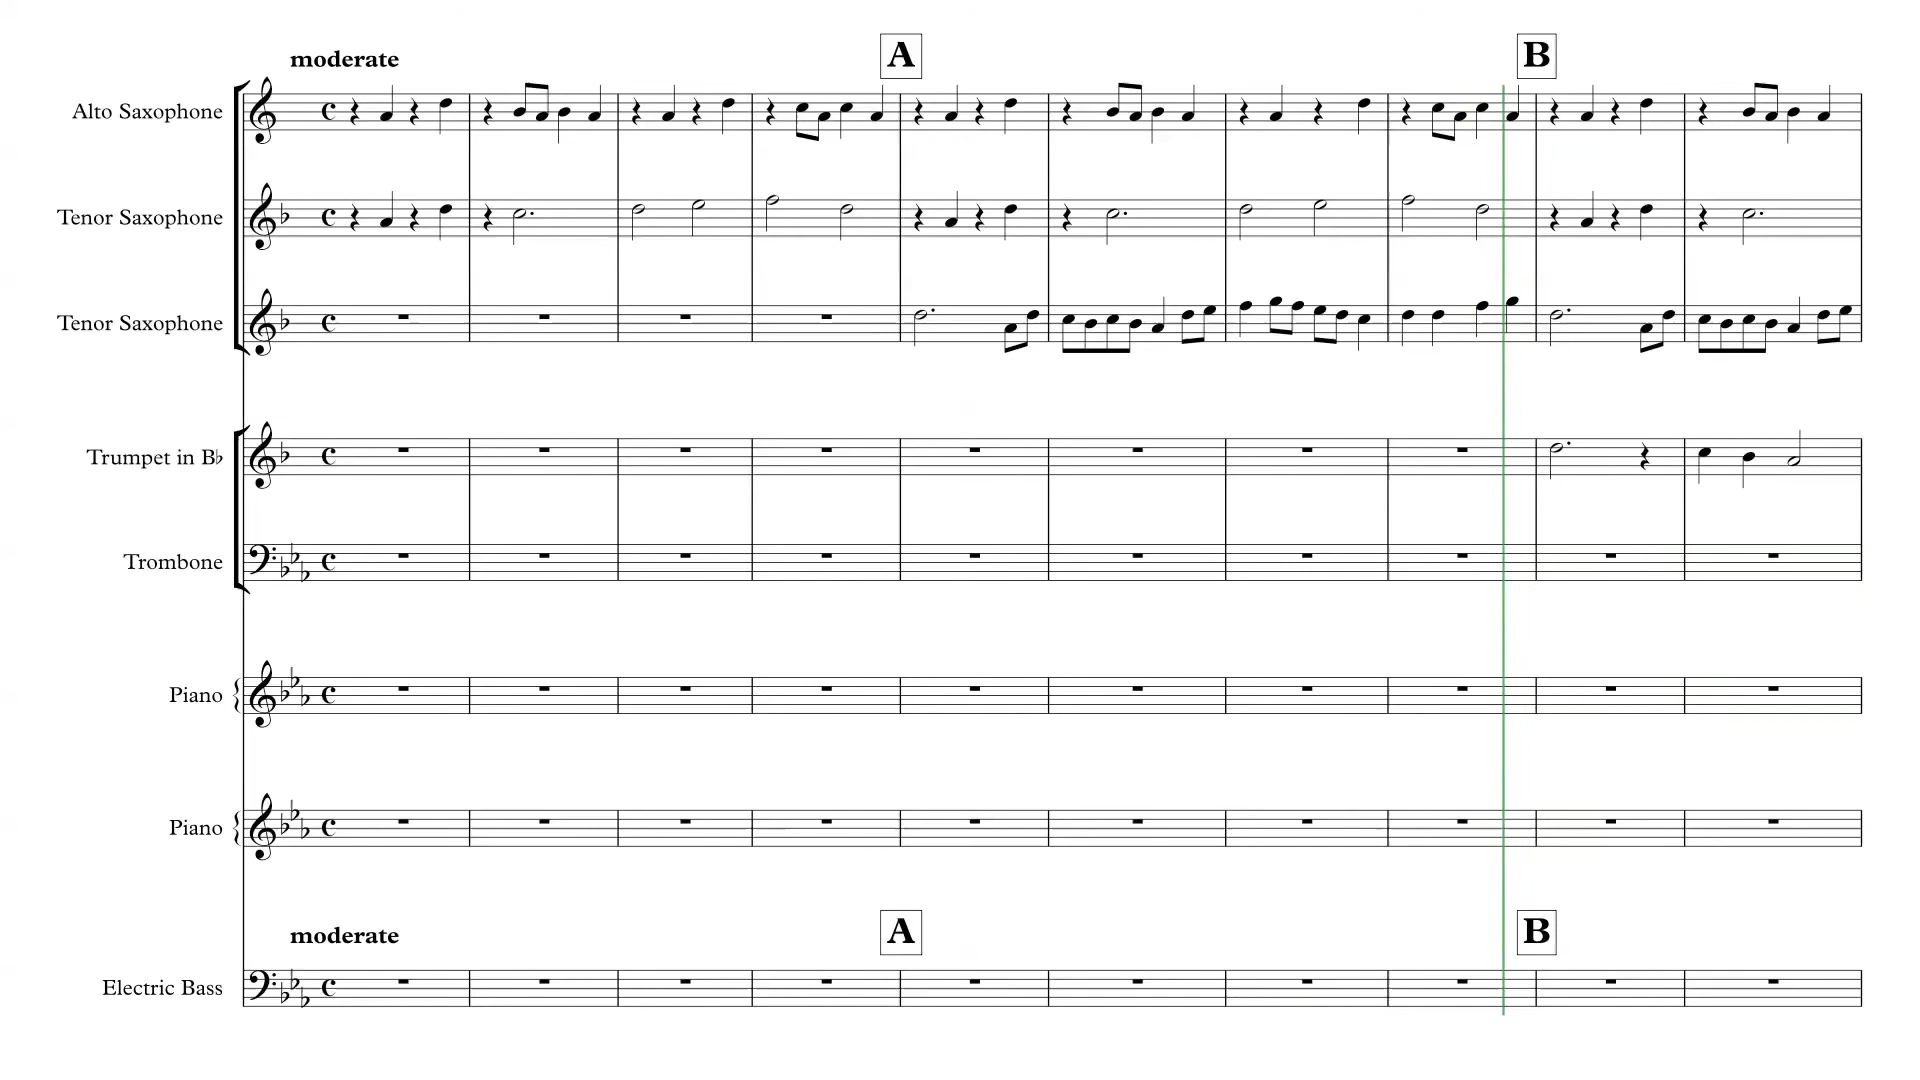 moderate
A
B
Alto Saxophone
Tenor Saxophone
Tenor Saxophone
Trumpet in B♭
Trombone
Piano
Piano
moderate
A
B
Electric Bass